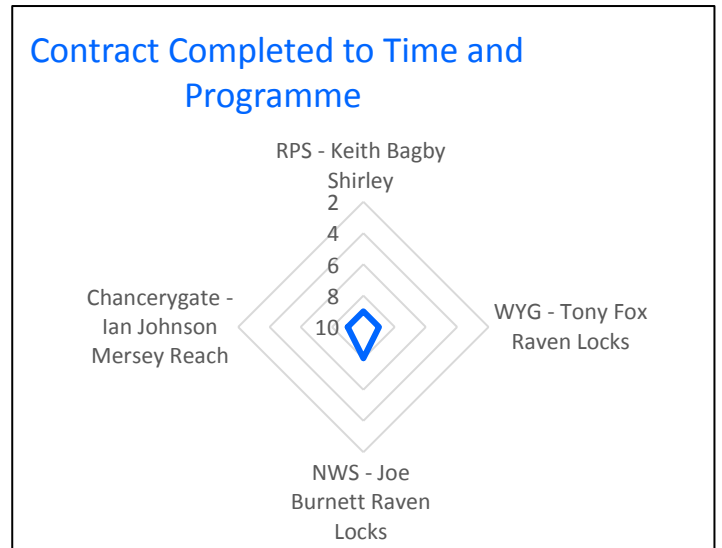 Contract Completed to Time and
Programme
RPS - Keith Bagby
Shirley
2
4
6
8
10
Chancerygate -
Ian Johnson
Mersey Reach
WYG - Tony Fox
Raven Locks
NWS - Joe
Burnett Raven
Locks